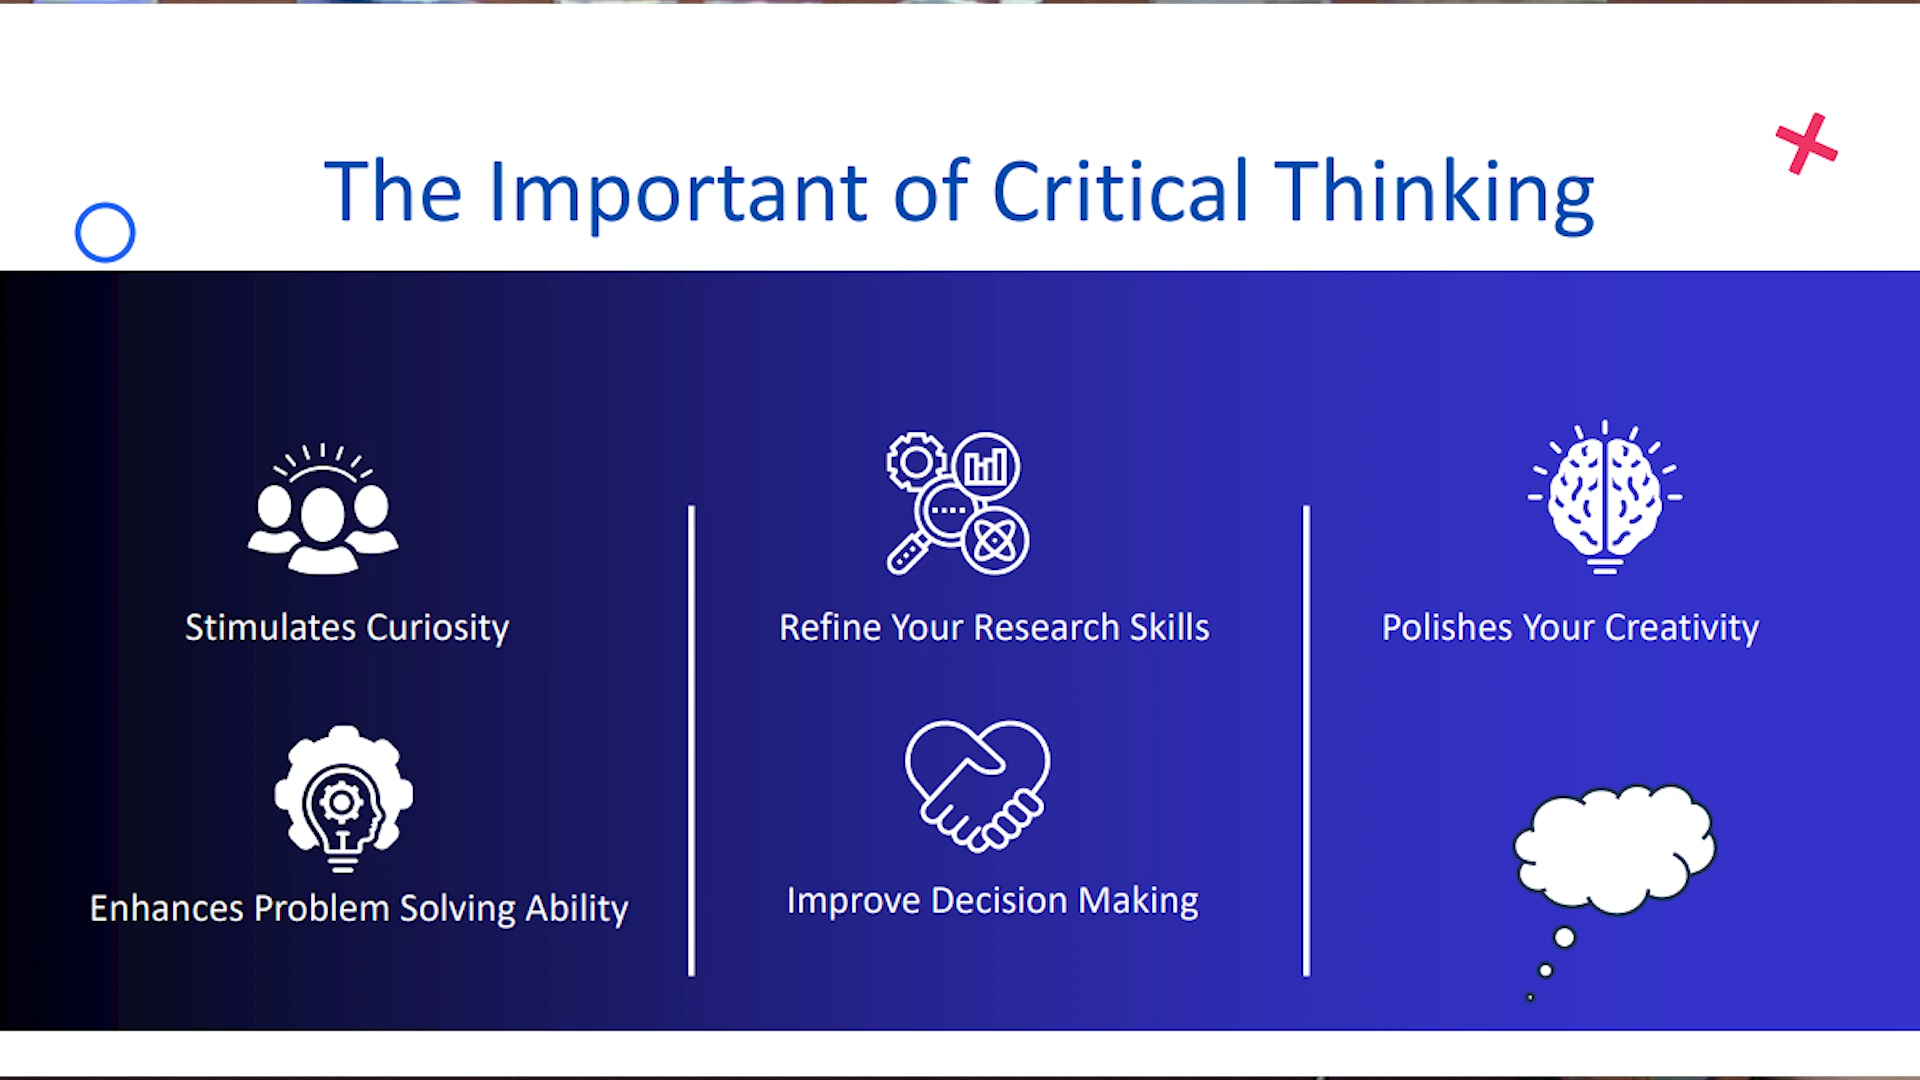 The Important of Critical Thinking
Stimulates Curiosity
Refine Your Research Skills
Polishes Your Creativity
Enhances Problem Solving Ability
Improve Decision Making